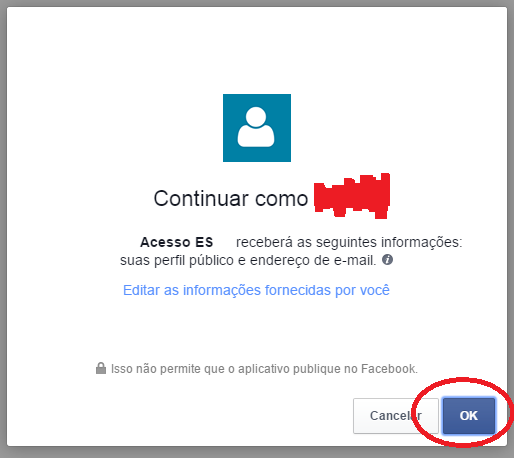 Continuar como
Acesso ES receberá as seguintes informações:
suas perfil público e endereço de e-mail.
Editar as informações fornecidas por você
Isso não permite que o aplicativo publique no Facebook.
Cancelar OK